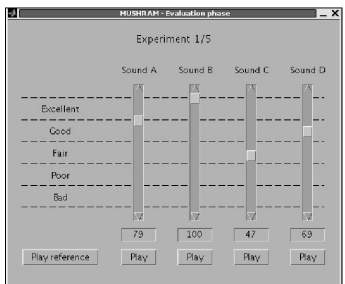 MUSHRAM - Evaluation phase
Experiment 1/5
Sound A Sound B Sound C Sound D
Excellent
Good
Fair
Poor
Bad
79 100 47 69
Play reference Play Play Play Play